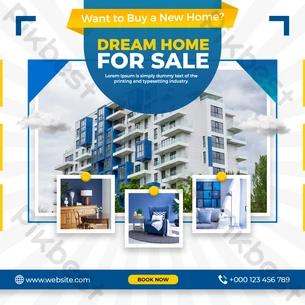 Want to Buy a New Home?
DREAM HOME
FOR SALE
Lorem Ipsum is simply dummy text of the
printing and typesetting industry.
www.website.com
BOOK NOW
+000 123 456 789
pikbest